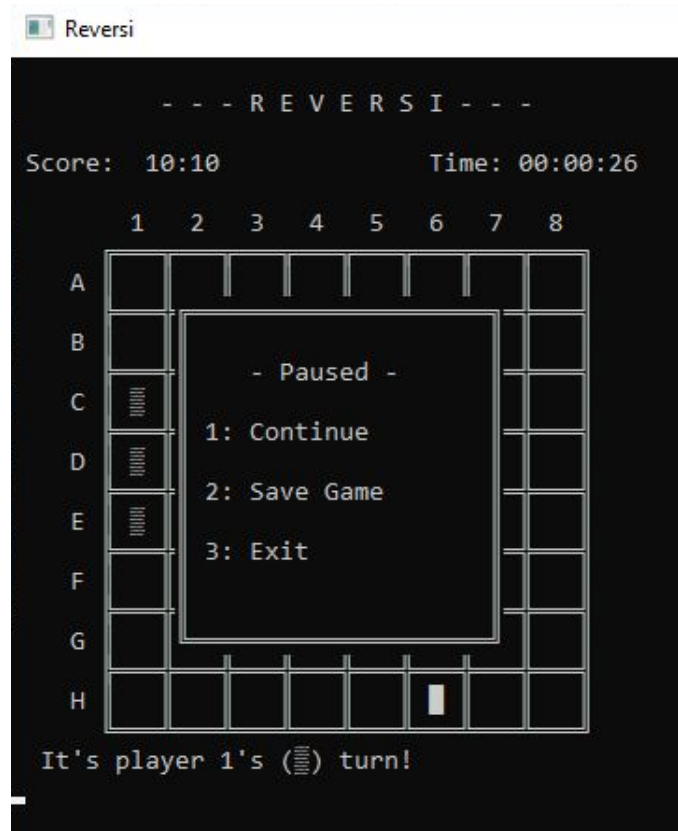 Reversi
- - - R E V E R S I - - -
Score: 10:10 Time: 00:00:26
1 2 3 4 5 6 7 8
A
B
- Paused -
C
1: Continue
D
2: Save Game
E
3: Exit
F
G
H
It's player 1's (▒) turn!